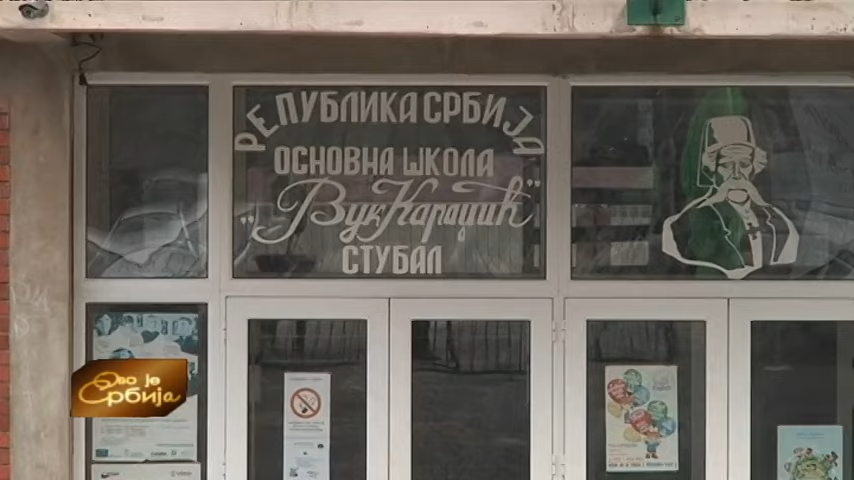 РЕПУБЛИКА СРБИЈА
ОСНОВНА ШКОЛА
"Вук Караџић"
СТУБАЛ
Ово је
Србија